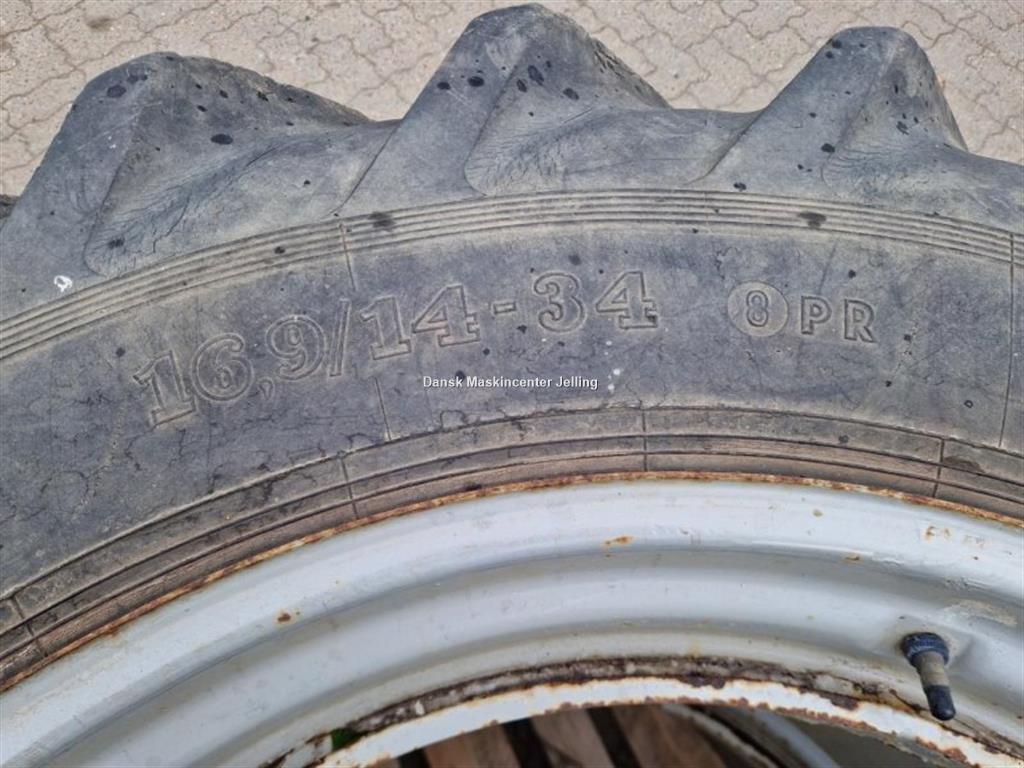 16,9/14-34 8PR
Dansk Maskincenter Jelling